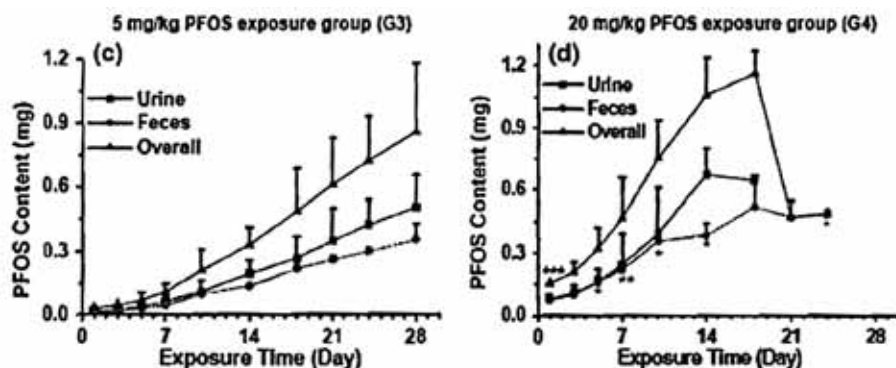 5 mg/kg PFOS exposure group (G3)
(c)
PFOS Content (mg)
1.2
0.9
0.6
0.3
0.0
Urine
Feces
Overall
0 7 14 21 28
Exposure Time (Day)
20 mg/kg PFOS exposure group (G4)
(d)
PFOS Content (mg)
1.2
0.9
0.6
0.3
0.0
Urine
Feces
Overall
***
*
**
*
*
0 7 14 21 28
Exposure Time (Day)